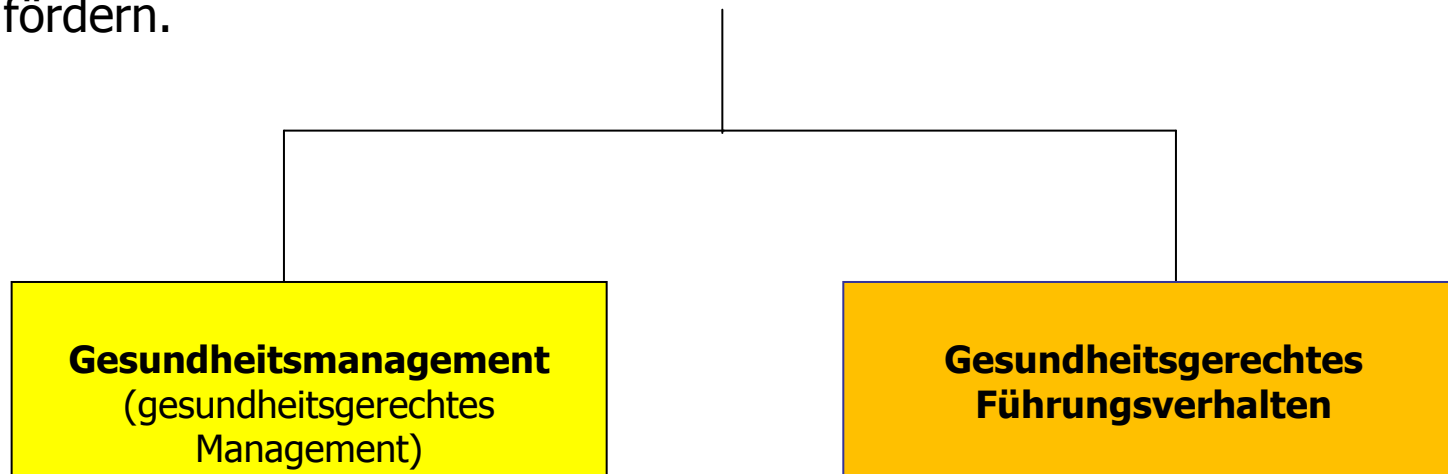 fördern.
Gesundheitsmanagement
(gesundheitsgerechtes
Management)
Gesundheitsgerechtes
Führungsverhalten